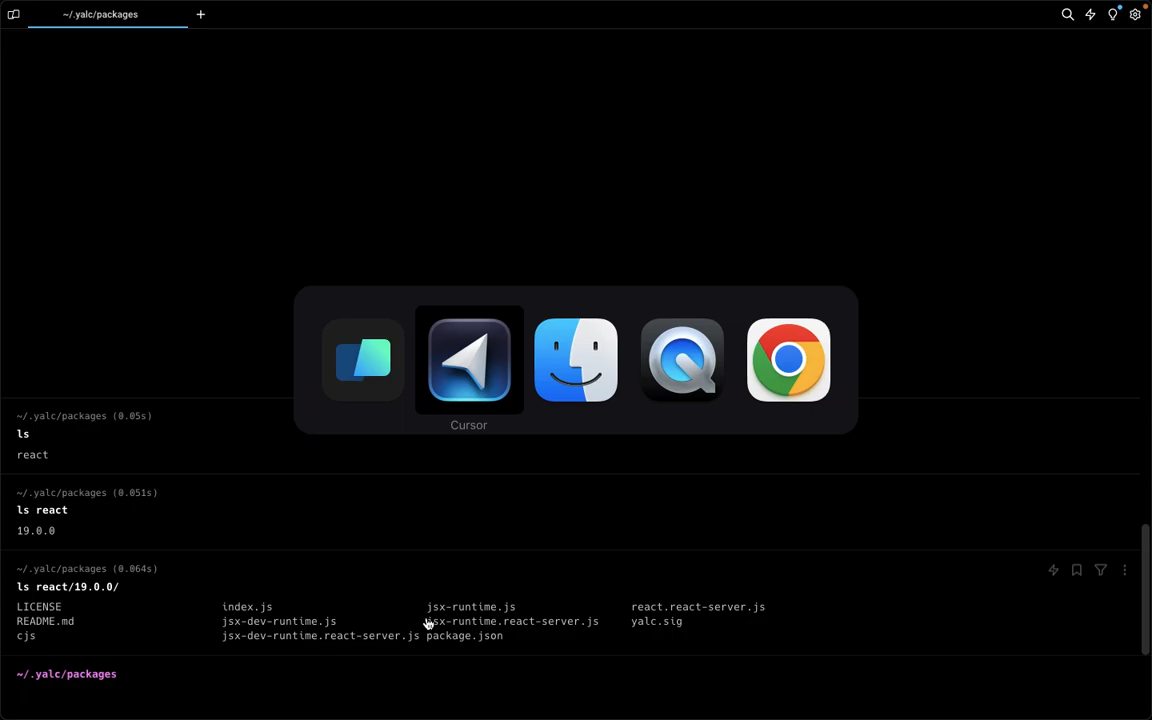 ~/.yalc/packages
Cursor
~/.yalc/packages (0.05s)
ls
react
~/.yalc/packages (0.051s)
ls react
19.0.0
~/.yalc/packages (0.064s)
ls react/19.0.0/
LICENSE index.js jsx-runtime.js react.react-server.js
README.md jsx-dev-runtime.js jsx-runtime.react-server.js yalc.sig
cjs jsx-dev-runtime.react-server.js package.json
~/.yalc/packages